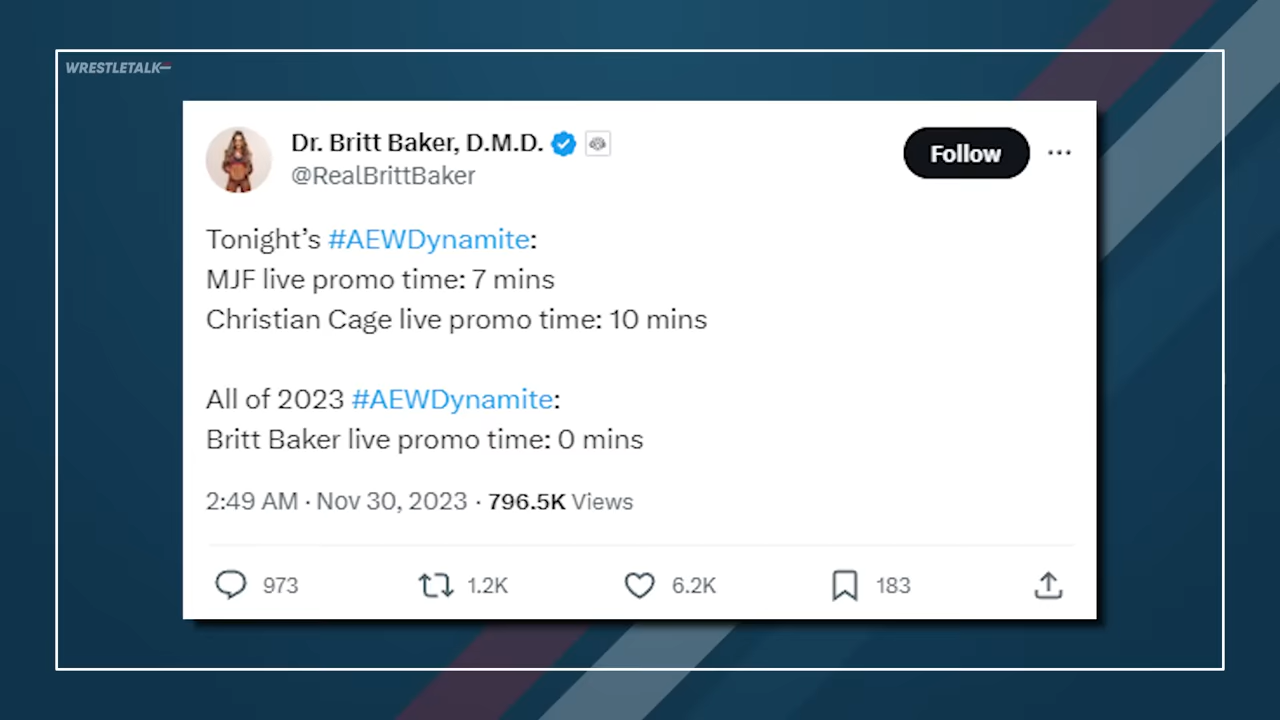 WRESTLETALK
Dr. Britt Baker, D.M.D.
Follow
@RealBrittBaker
Tonight’s #AEWDynamite:
MJF live promo time: 7 mins
Christian Cage live promo time: 10 mins
All of 2023 #AEWDynamite:
Britt Baker live promo time: 0 mins
2:49 AM · Nov 30, 2023 · 796.5K Views
973 1.2K 6.2K 183